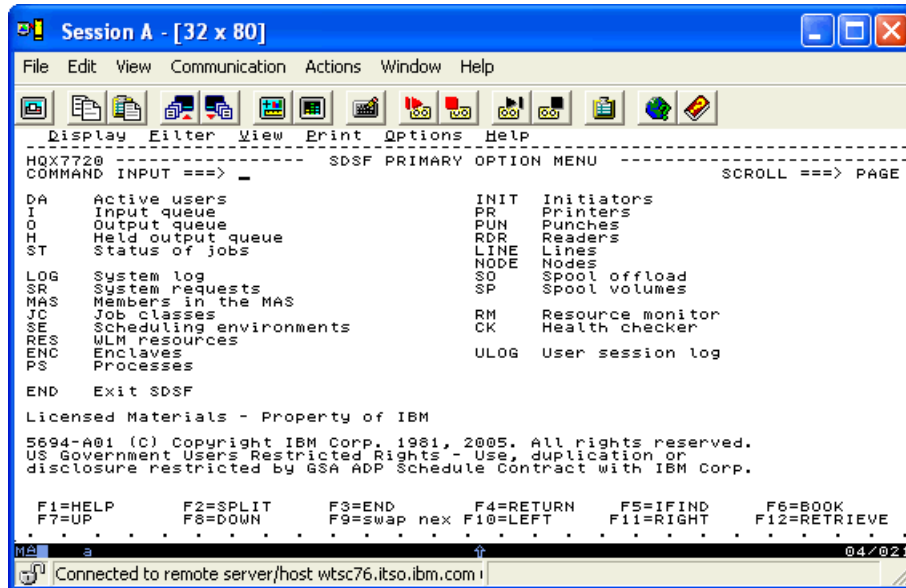 Session A - [32 x 80]
File Edit View Communication Actions Window Help
Display Filter View Print Options Help
HQX7720 ----------------- SDSF PRIMARY OPTION MENU --------------------------
COMMAND INPUT ===> _ SCROLL ===> PAGE
DA Active users INIT Initiators
I Input queue PR Printers
O Output queue PUN Punches
H Held output queue RDR Readers
ST Status of jobs LINE Lines
NODE Nodes
LOG System log SO Spool offload
SR System requests SP Spool volumes
MAS Members in the MAS
JC Job classes RM Resource monitor
SE Scheduling environments CK Health checker
RES WLM resources
ENC Enclaves ULOG User session log
PS Processes
END Exit SDSF
Licensed Materials - Property of IBM
5694-A01 (C) Copyright IBM Corp. 1981, 2005. All rights reserved.
US Government Users Restricted Rights - Use, duplication or
disclosure restricted by GSA ADP Schedule Contract with IBM Corp.
F1=HELP F2=SPLIT F3=END F4=RETURN F5=IFIND F6=BOOK
F7=UP F8=DOWN F9=swap nex F10=LEFT F11=RIGHT F12=RETRIEVE
MA a 04/021
Connected to remote server/host wtsc76.itso.ibm.com